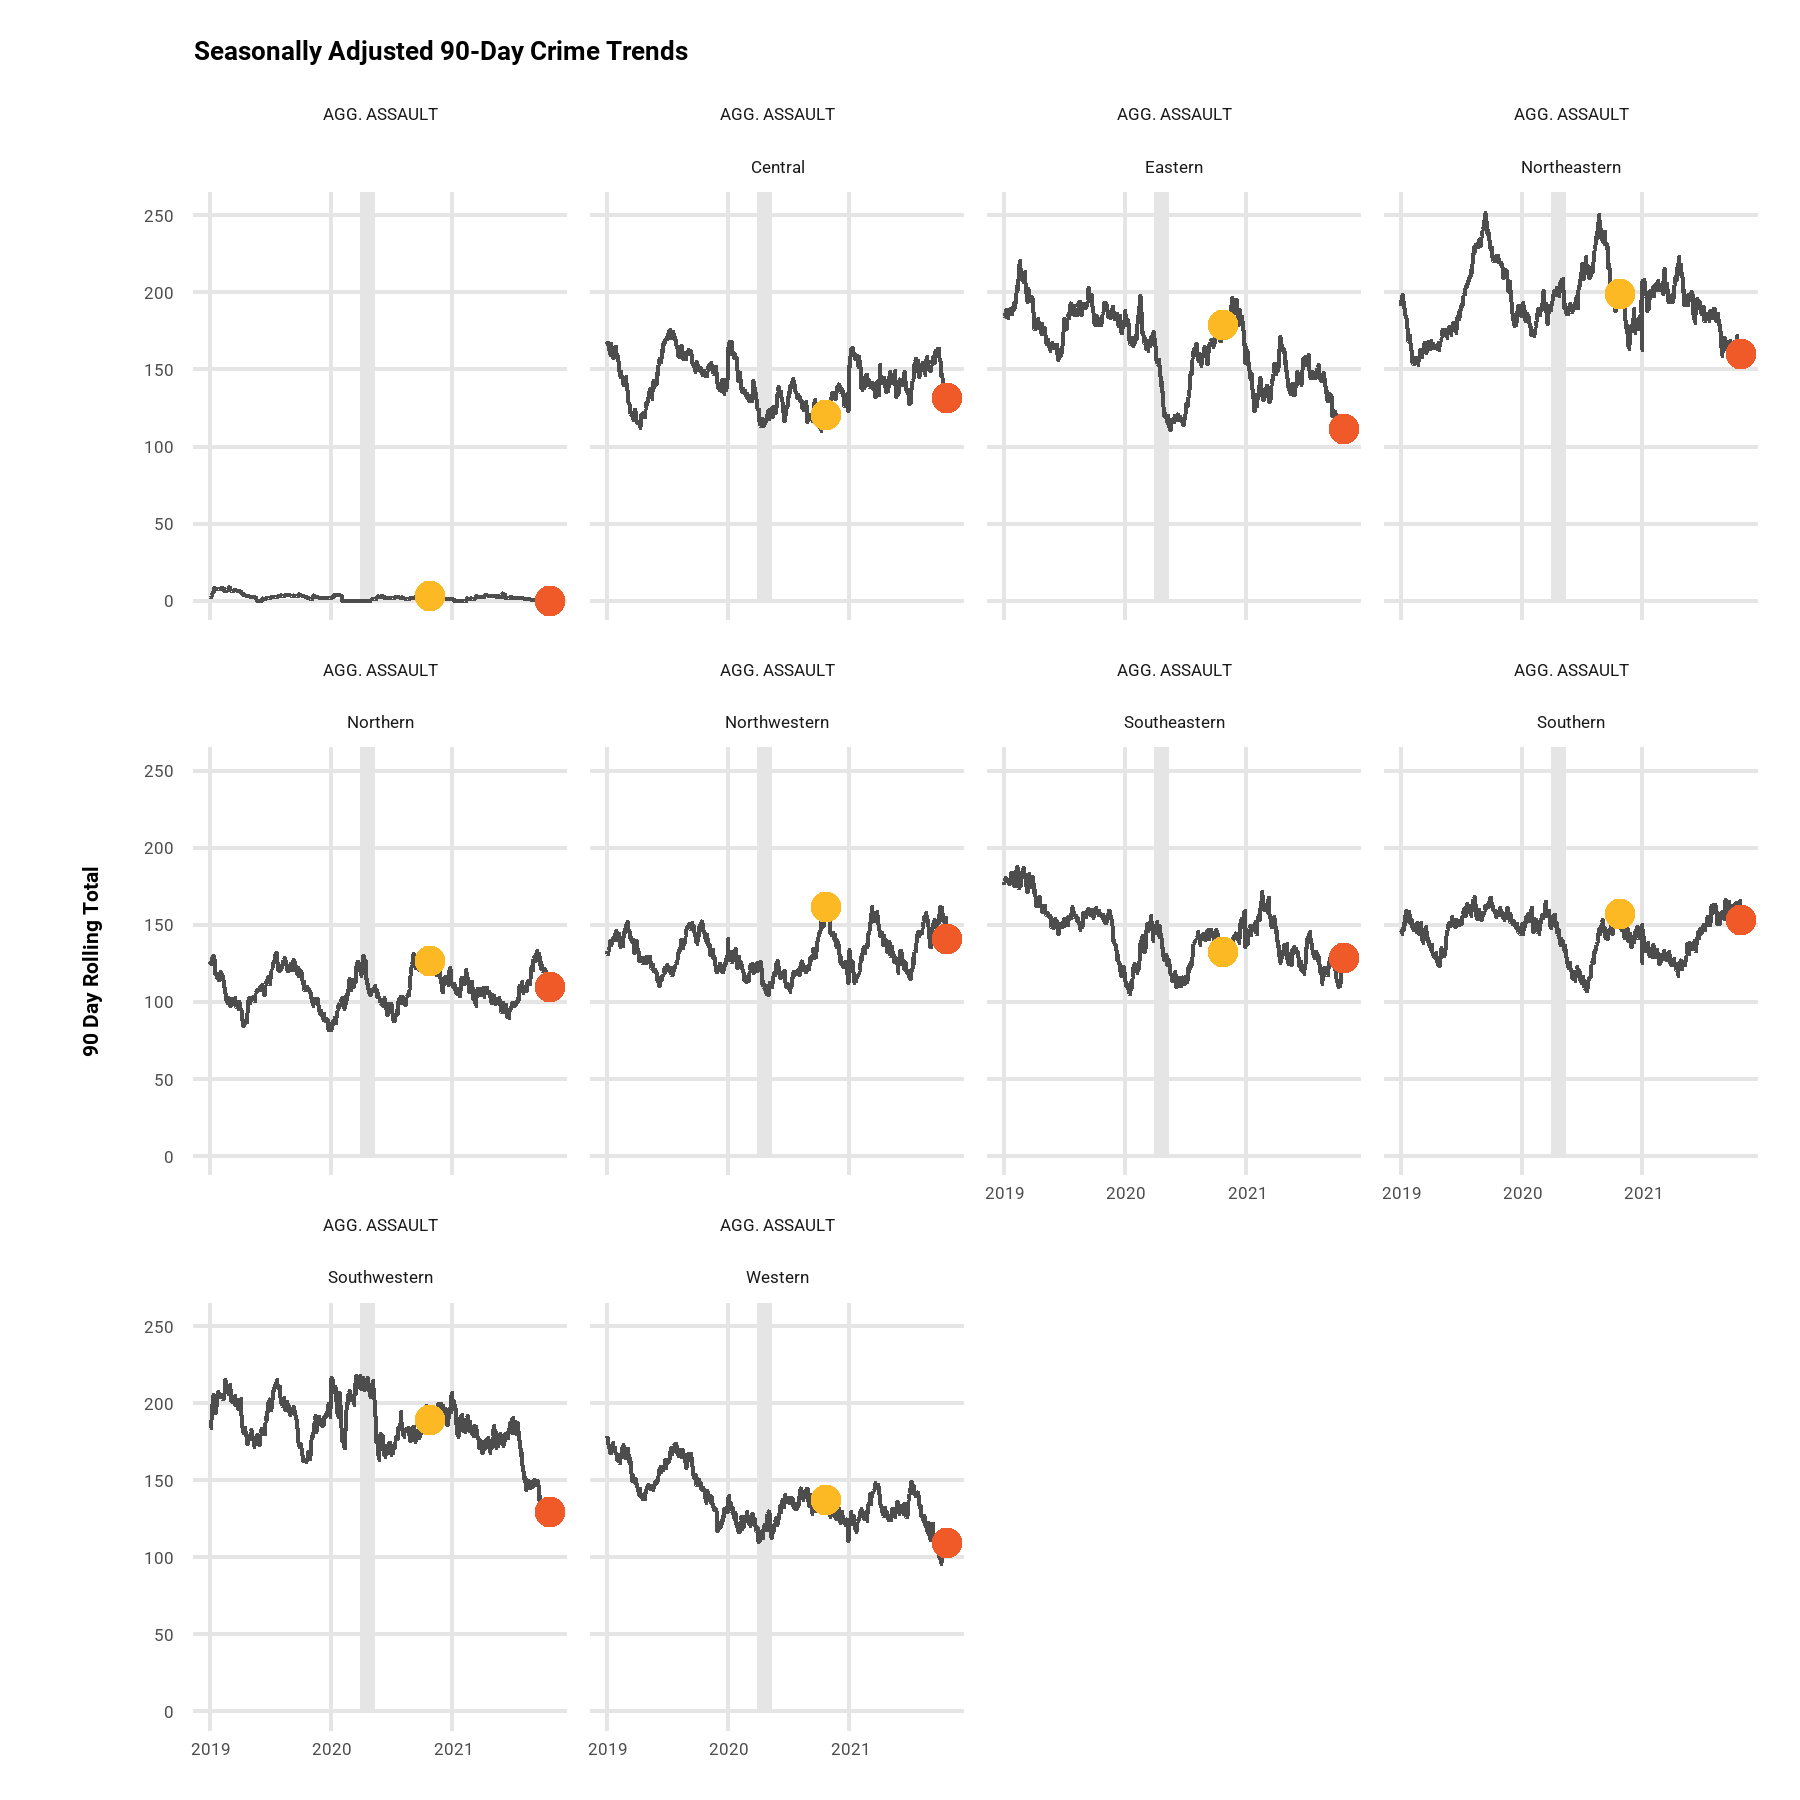 Seasonally Adjusted 90-Day Crime Trends
AGG. ASSAULT
AGG. ASSAULT
AGG. ASSAULT
AGG. ASSAULT
Central
Eastern
Northeastern
250
200
150
100
50
0
AGG. ASSAULT
AGG. ASSAULT
AGG. ASSAULT
AGG. ASSAULT
Northern
Northwestern
Southeastern
Southern
250
200
150
100
50
0
90 Day Rolling Total
2019 2020 2021
2019 2020 2021
AGG. ASSAULT
AGG. ASSAULT
Southwestern
Western
250
200
150
100
50
0
2019 2020 2021
2019 2020 2021